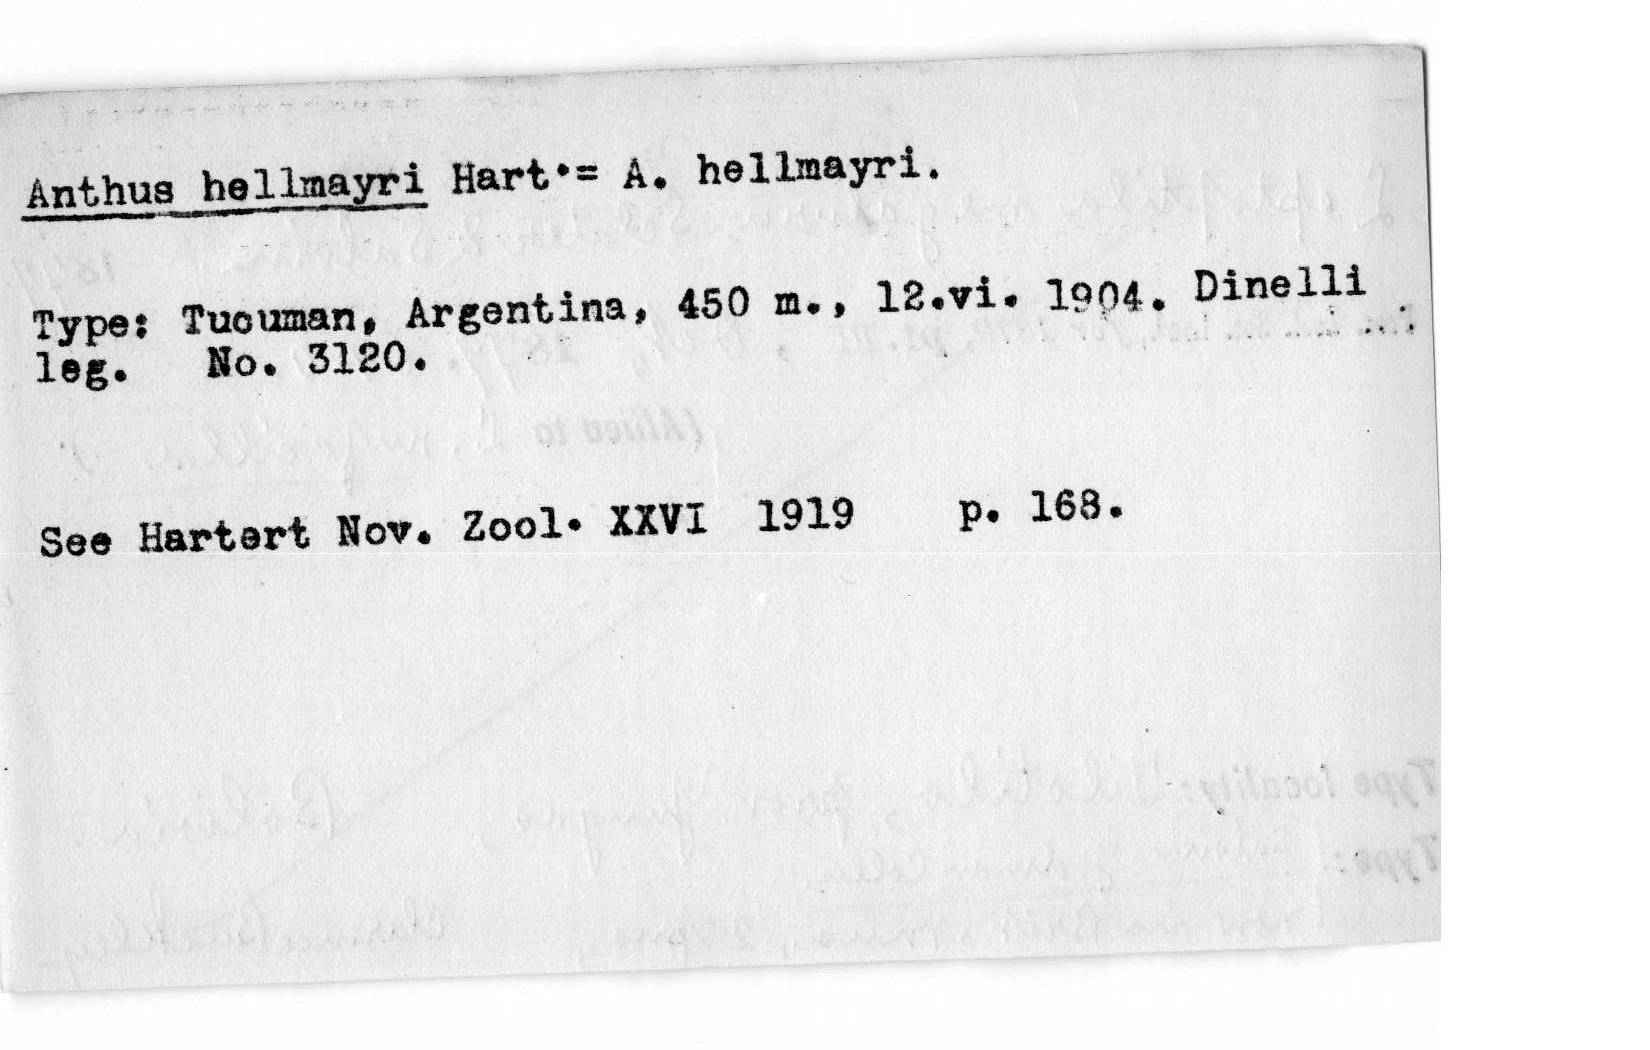 Anthus hellmayri Hart.= A. hellmayri.
Type: Tucuman, Argentina, 450 m., 12.vi. 1904. Dinelli
leg. No. 3120.
See Hartert Nov. Zool. XXVI 1919 p. 168.